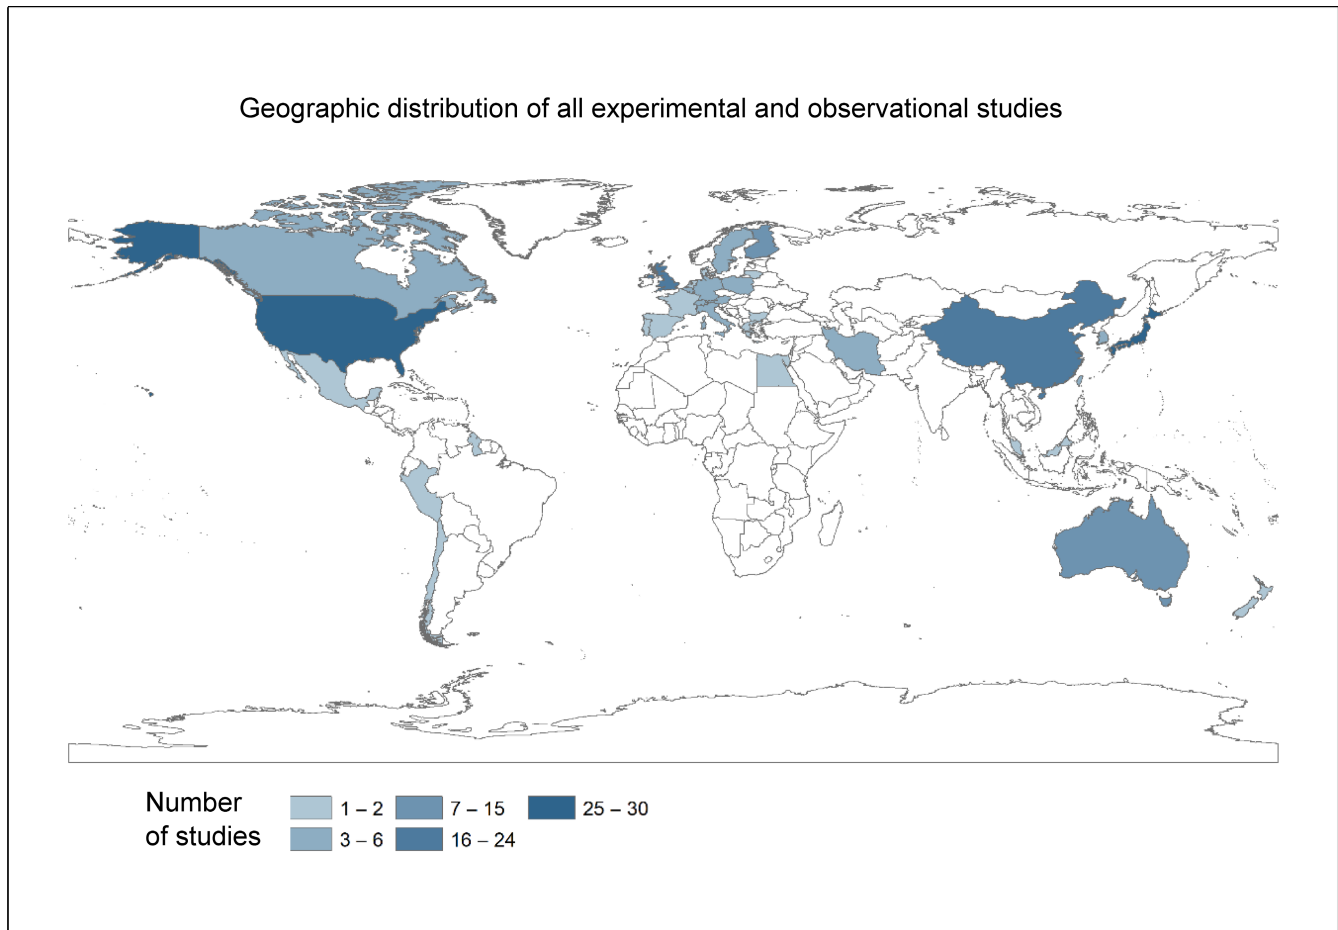 Geographic distribution of all experimental and observational studies
Number
of studies
1 – 2
7 – 15
25 – 30
3 – 6
16 – 24